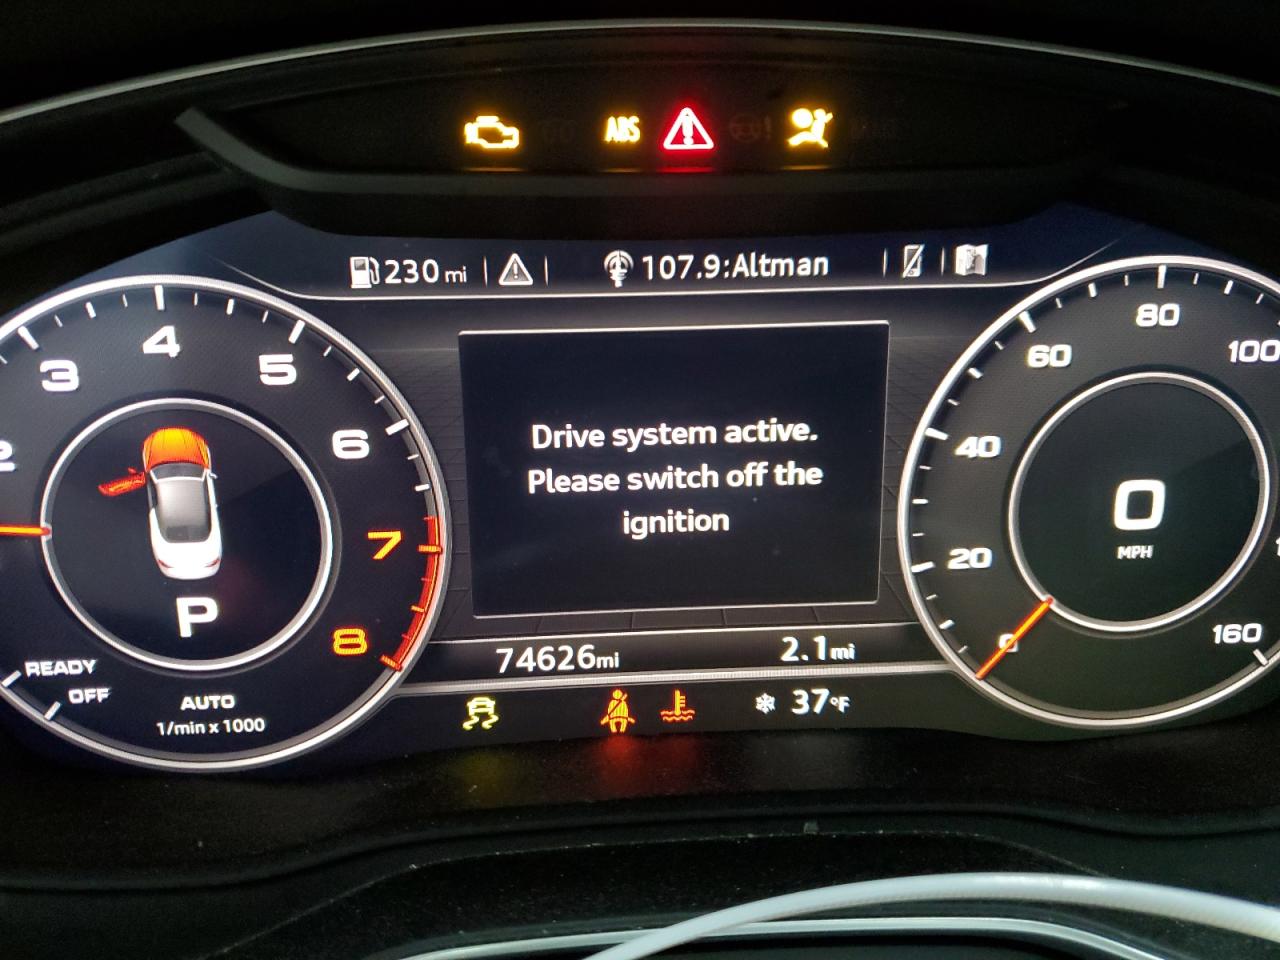 ABS
230 mi
107.9:Altman
2
3
4
5
6
7
8
P
READY
OFF
AUTO
1/min x 1000
Drive system active.
Please switch off the
ignition
74626mi
2.1mi
37°F
20
40
60
80
100
160
0
MPH